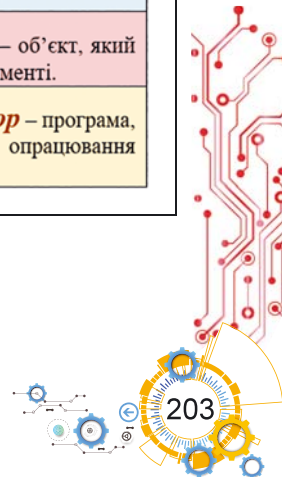 – об’єкт, який
менті.
ор – програма,
опрацювання
203